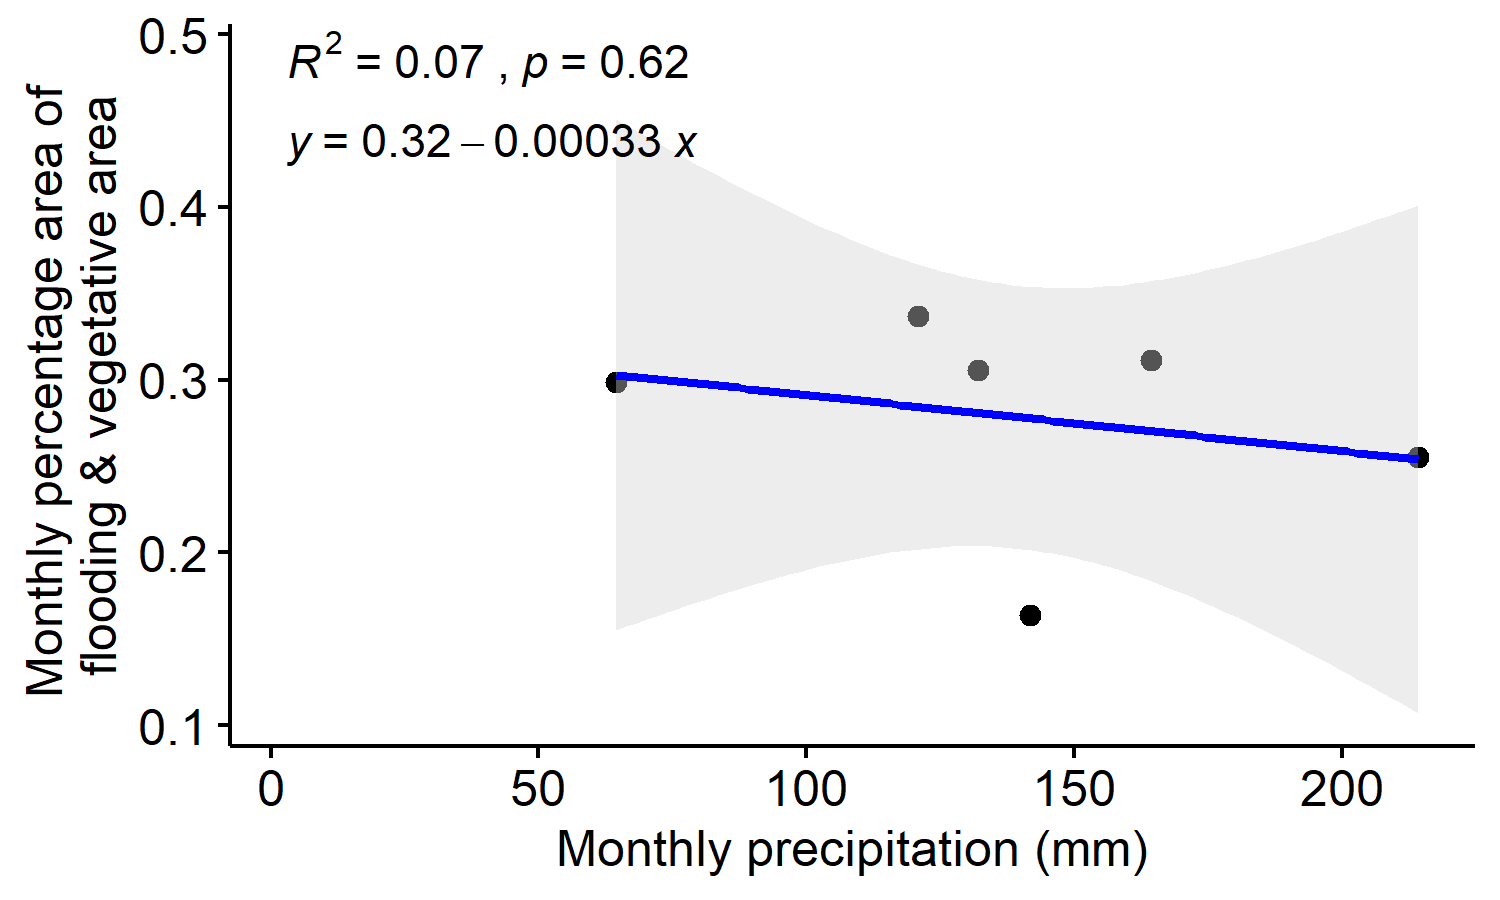 R² = 0.07 , p = 0.62
y = 0.32 – 0.00033 x
Monthly percentage area of
flooding & vegetative area
0.5
0.4
0.3
0.2
0.1
0 50 100 150 200
Monthly precipitation (mm)